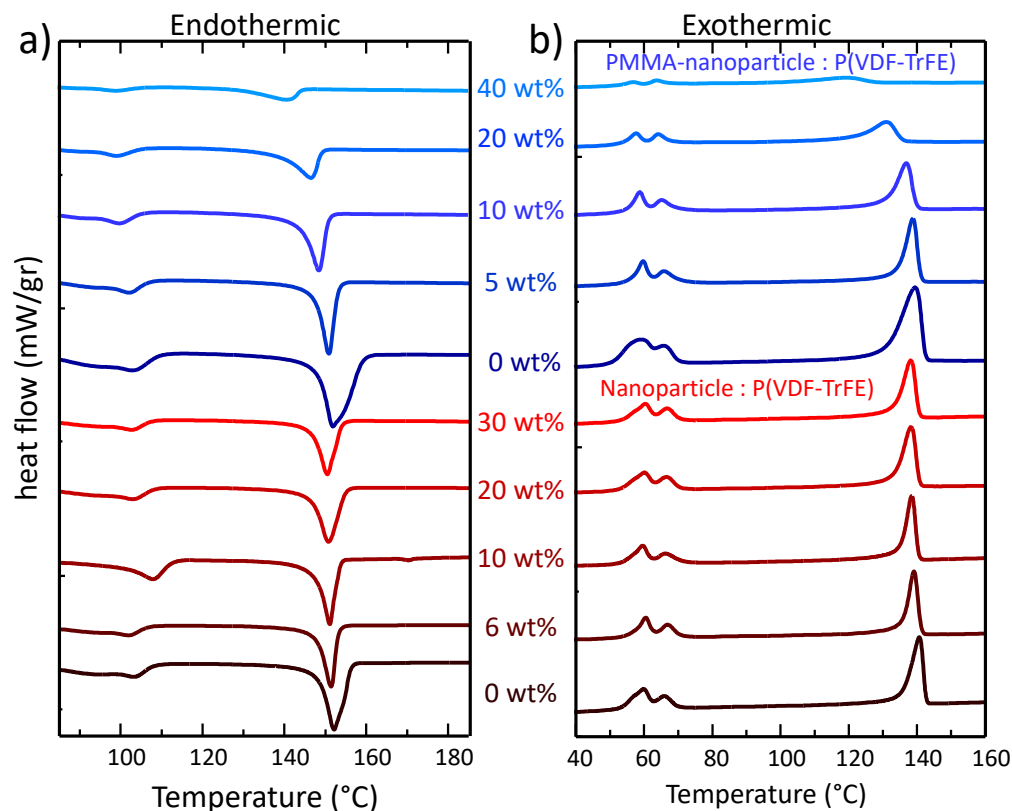 a)
Endothermic
b)
Exothermic
PMMA-nanoparticle : P(VDF-TrFE)
40 wt%
20 wt%
10 wt%
5 wt%
0 wt%
Nanoparticle : P(VDF-TrFE)
30 wt%
20 wt%
10 wt%
6 wt%
0 wt%
heat flow (mW/gr)
100 120 140 160 180
Temperature (°C)
40 60 80 100 120 140 160
Temperature (°C)